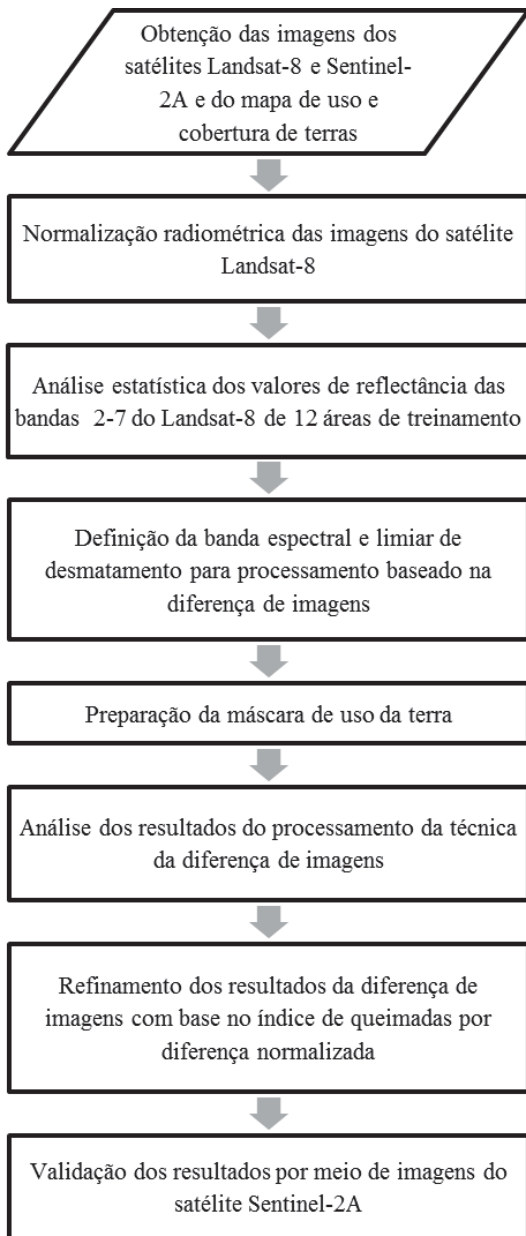 Obtenção das imagens dos
satélites Landsat-8 e Sentinel-
2A e do mapa de uso e
cobertura de terras
Normalização radiométrica das imagens do satélite
Landsat-8
Análise estatística dos valores de reflectância das
bandas 2-7 do Landsat-8 de 12 áreas de treinamento
Definição da banda espectral e limiar de
desmatamento para processamento baseado na
diferença de imagens
Preparação da máscara de uso da terra
Análise dos resultados do processamento da técnica
da diferença de imagens
Refinamento dos resultados da diferença de
imagens com base no índice de queimadas por
diferença normalizada
Validação dos resultados por meio de imagens do
satélite Sentinel-2A